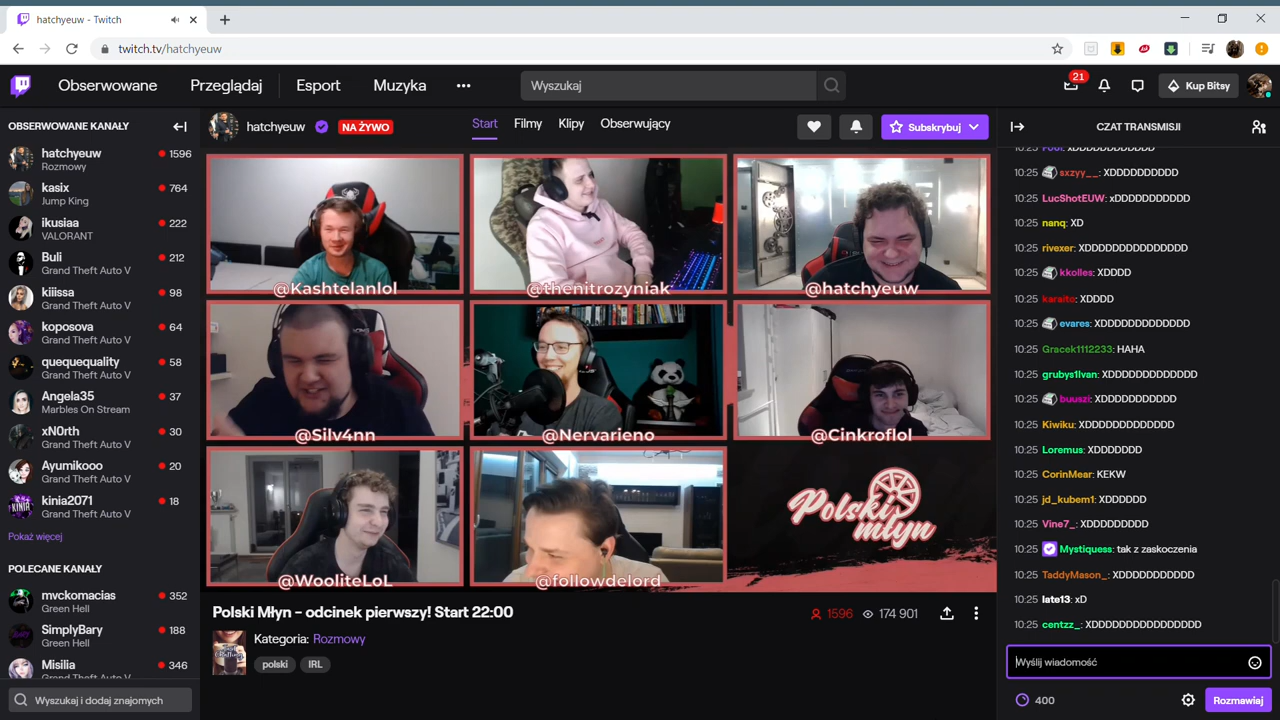 hatchyeuw - Twitch
twitch.tv/hatchyeuw
Obserwowane Przeglądaj Esport Muzyka
Wyszukaj
21
Kup Bitsy
OBSERWOWANE KANAŁY
hatchyeuw 1596
Rozmowy
kasix 764
Jump King
ikusiaa 222
VALORANT
Buli 212
Grand Theft Auto V
kiiissa 98
Grand Theft Auto V
koposova 64
Grand Theft Auto V
quequequality 58
Grand Theft Auto V
Angela35 37
Marbles On Stream
xN0rth 30
Grand Theft Auto V
Ayumikooo 20
Grand Theft Auto V
kinia2071 18
Grand Theft Auto V
Pokaż więcej
POLECANE KANAŁY
mvckomacias 352
Green Hell
SimplyBary 188
Green Hell
Misilia 346
Wyszukaj i dodaj znajomych
hatchyeuw NA ŻYWO
Start Filmy Klipy Obserwujący
Subskrybuj
@Kashtelanlol @thenitrozyniak @hatchyeuw
@Silv4nn @Nervarieno @Cinkroflol
@WooliteLoL @followdelord
Polski
młyn
Polski Młyn - odcinek pierwszy! Start 22:00
1596 174 901
Kategoria: Rozmowy
polski IRL
CZAT TRANSMISJI
10:25 sxzyy__: XDDDDDDDDDD
10:25 LucShotEUW: xDDDDDDDDDDD
10:25 nanq: XD
10:25 rivexer: XDDDDDDDDDDDDDDD
10:25 kkolles: XDDDD
10:25 karaito: XDDDD
10:25 evares: XDDDDDDDDDDDDD
10:25 Gracek1112233: HAHA
10:25 grubys1lvan: XDDDDDDDDDDDDD
10:25 buuszi: XDDDDDDDDDDD
10:25 Kiwiku: XDDDDDDDDDDDDD
10:25 Loremus: XDDDDDDD
10:25 CorinMear: KEKW
10:25 jd_kubem1: XDDDDDD
10:25 Vine7_: XDDDDDDDDD
10:25 Mystiquess: tak z zaskoczenia
10:25 TaddyMason_: XDDDDDDDDDDD
10:25 late13: xD
10:25 centzz_: XDDDDDDDDDDDDDDDD
Wyślij wiadomość
400
Rozmawiaj